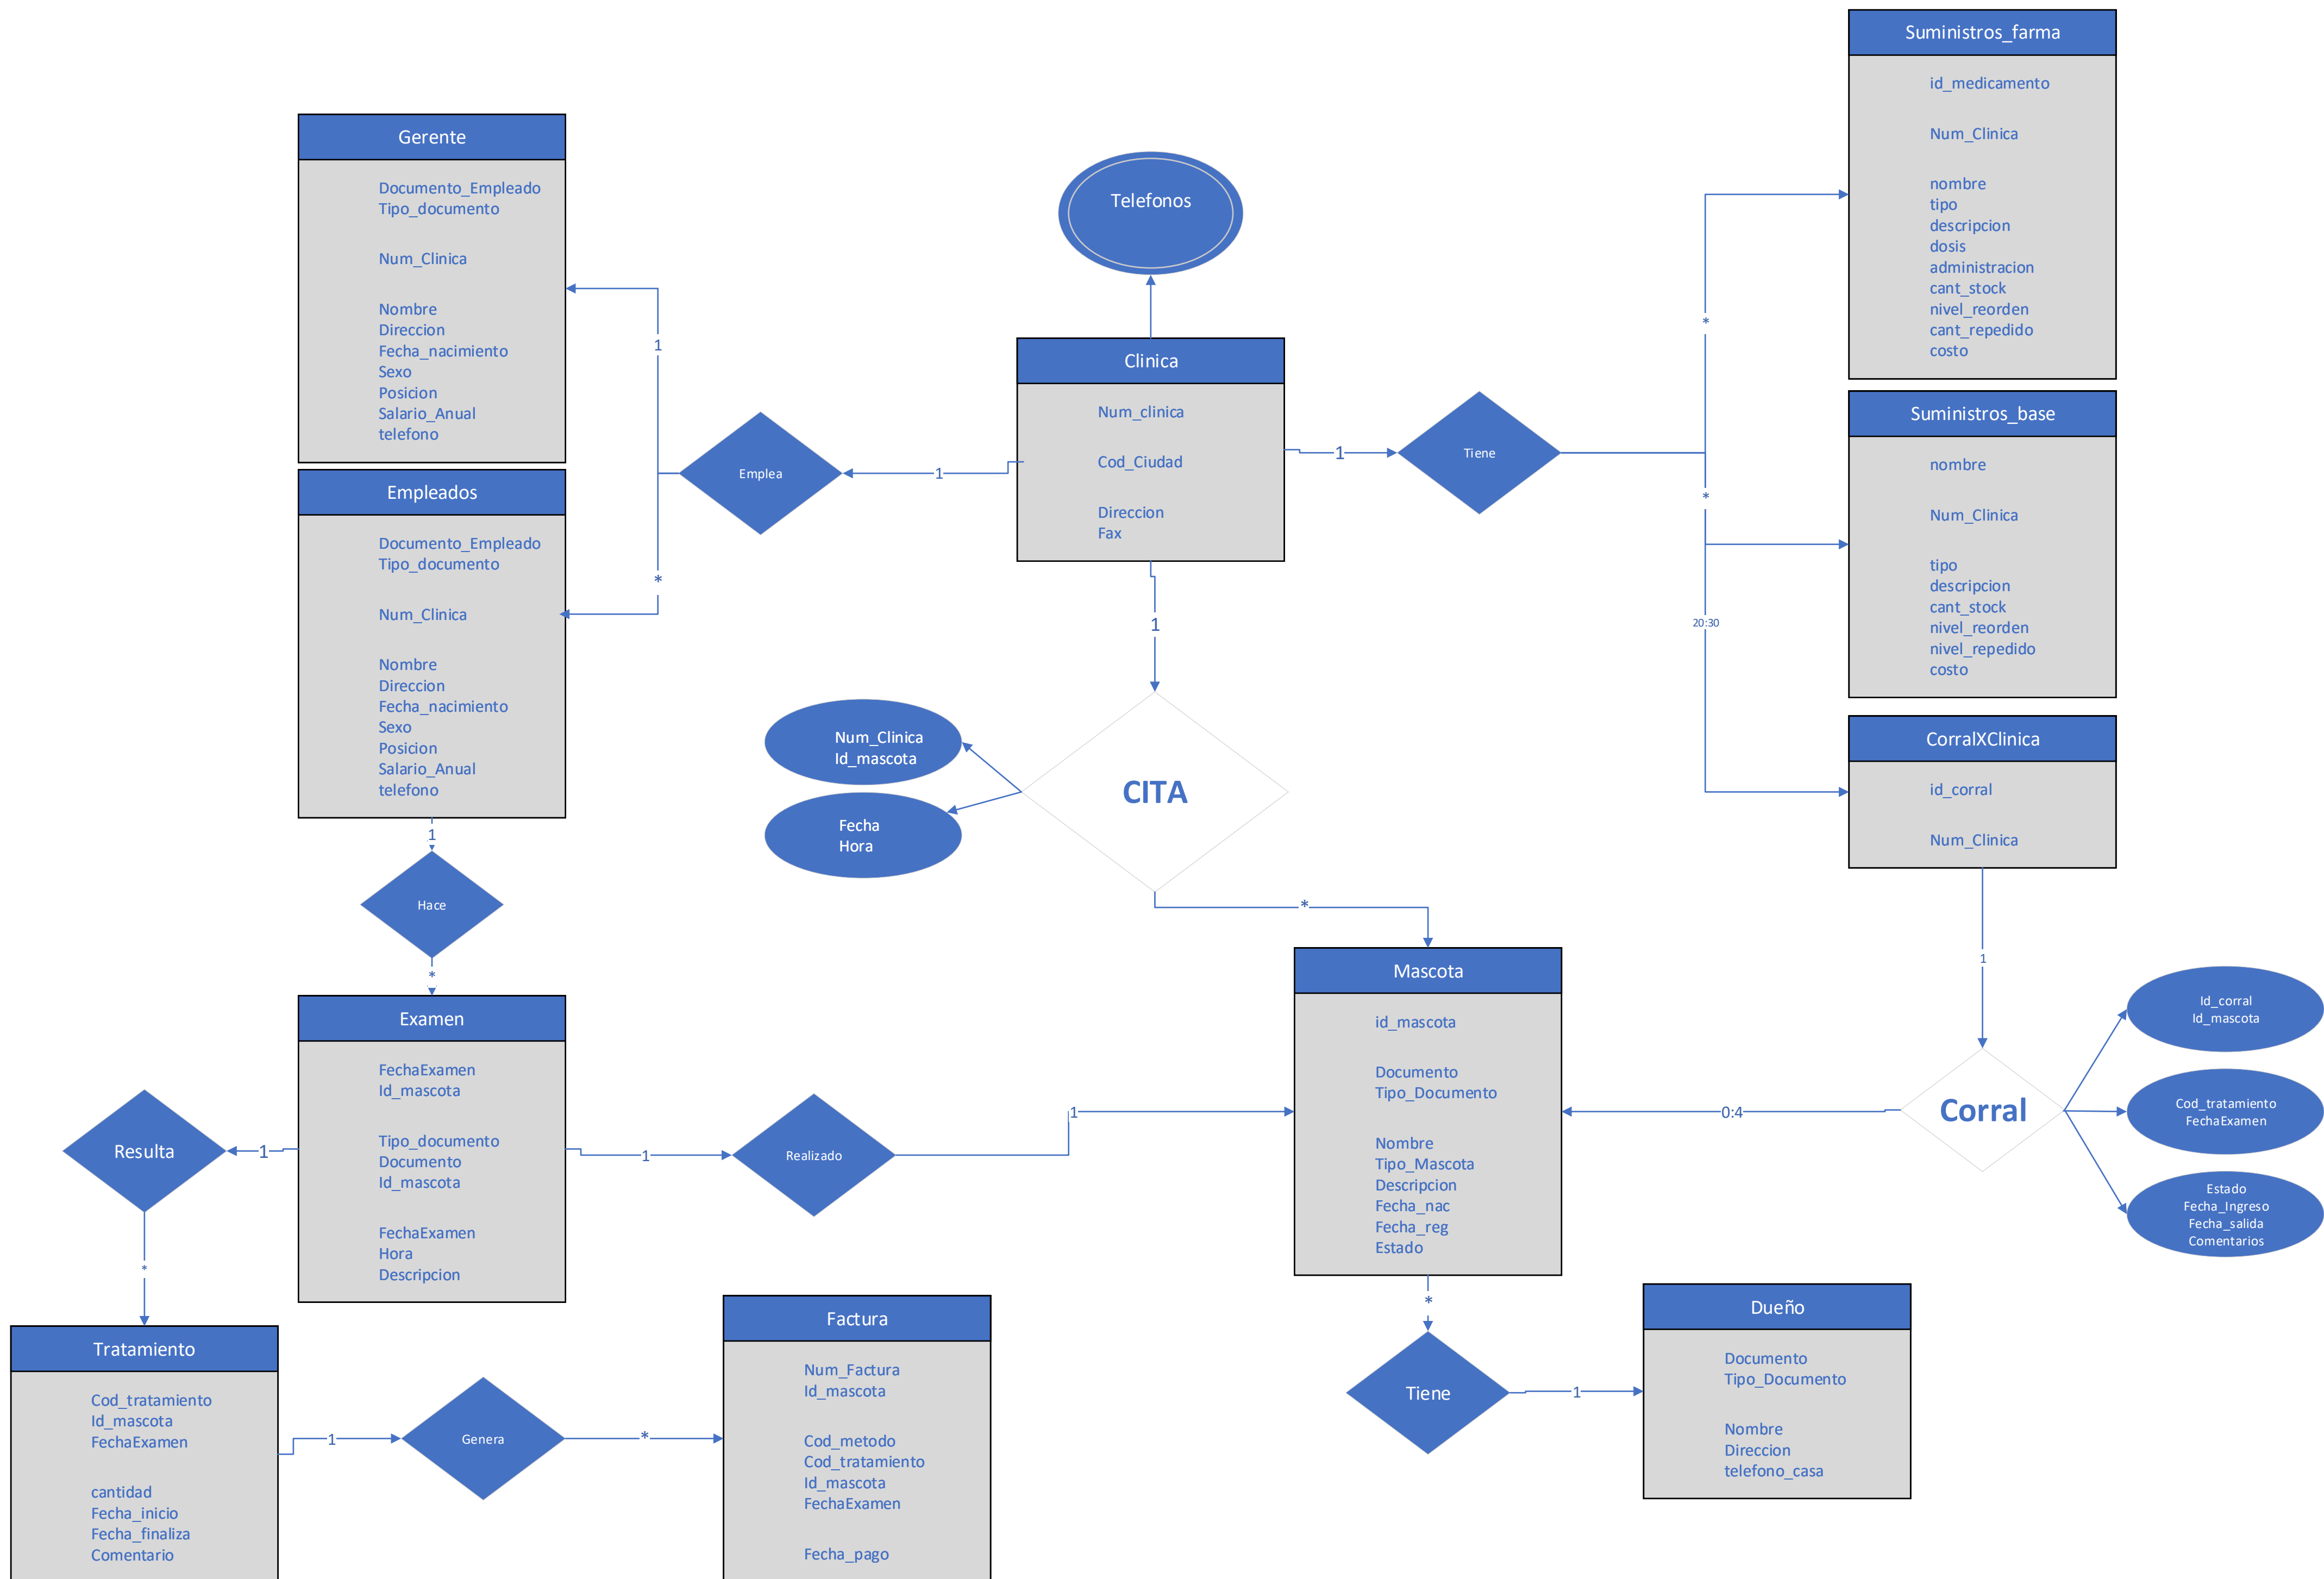 Suministros_farma
id_medicamento
Num_Clinica
nombre
tipo
descripcion
dosis
administracion
cant_stock
nivel_reorden
cant_repedido
costo
Gerente
Documento_Empleado
Tipo_documento
Num_Clinica
Nombre
Direccion
Fecha_nacimiento
Sexo
Posicion
Salario_Anual
telefono
Telefonos
1
*
Clinica
Num_clinica
Cod_Ciudad
Direccion
Fax
Suministros_base
nombre
Num_Clinica
tipo
descripcion
cant_stock
nivel_reorden
nivel_repedido
costo
Emplea
1
1
Tiene
*
20:30
Empleados
Documento_Empleado
Tipo_documento
Num_Clinica
Nombre
Direccion
Fecha_nacimiento
Sexo
Posicion
Salario_Anual
telefono
*
1
CorralXClinica
id_corral
Num_Clinica
Num_Clinica
Id_mascota
CITA
Fecha
Hora
1
Hace
*
*
1
Mascota
id_mascota
Documento
Tipo_Documento
Nombre
Tipo_Mascota
Descripcion
Fecha_nac
Fecha_reg
Estado
Id_corral
Id_mascota
Corral
0:4
Cod_tratamiento
FechaExamen
Estado
Fecha_Ingreso
Fecha_salida
Comentarios
Examen
FechaExamen
Id_mascota
Tipo_documento
Documento
Id_mascota
FechaExamen
Hora
Descripcion
Resulta
1
1
Realizado
1
*
*
Tratamiento
Cod_tratamiento
Id_mascota
FechaExamen
cantidad
Fecha_inicio
Fecha_finaliza
Comentario
1
Genera
*
Factura
Num_Factura
Id_mascota
Cod_metodo
Cod_tratamiento
Id_mascota
FechaExamen
Fecha_pago
Tiene
1
Dueño
Documento
Tipo_Documento
Nombre
Direccion
telefono_casa